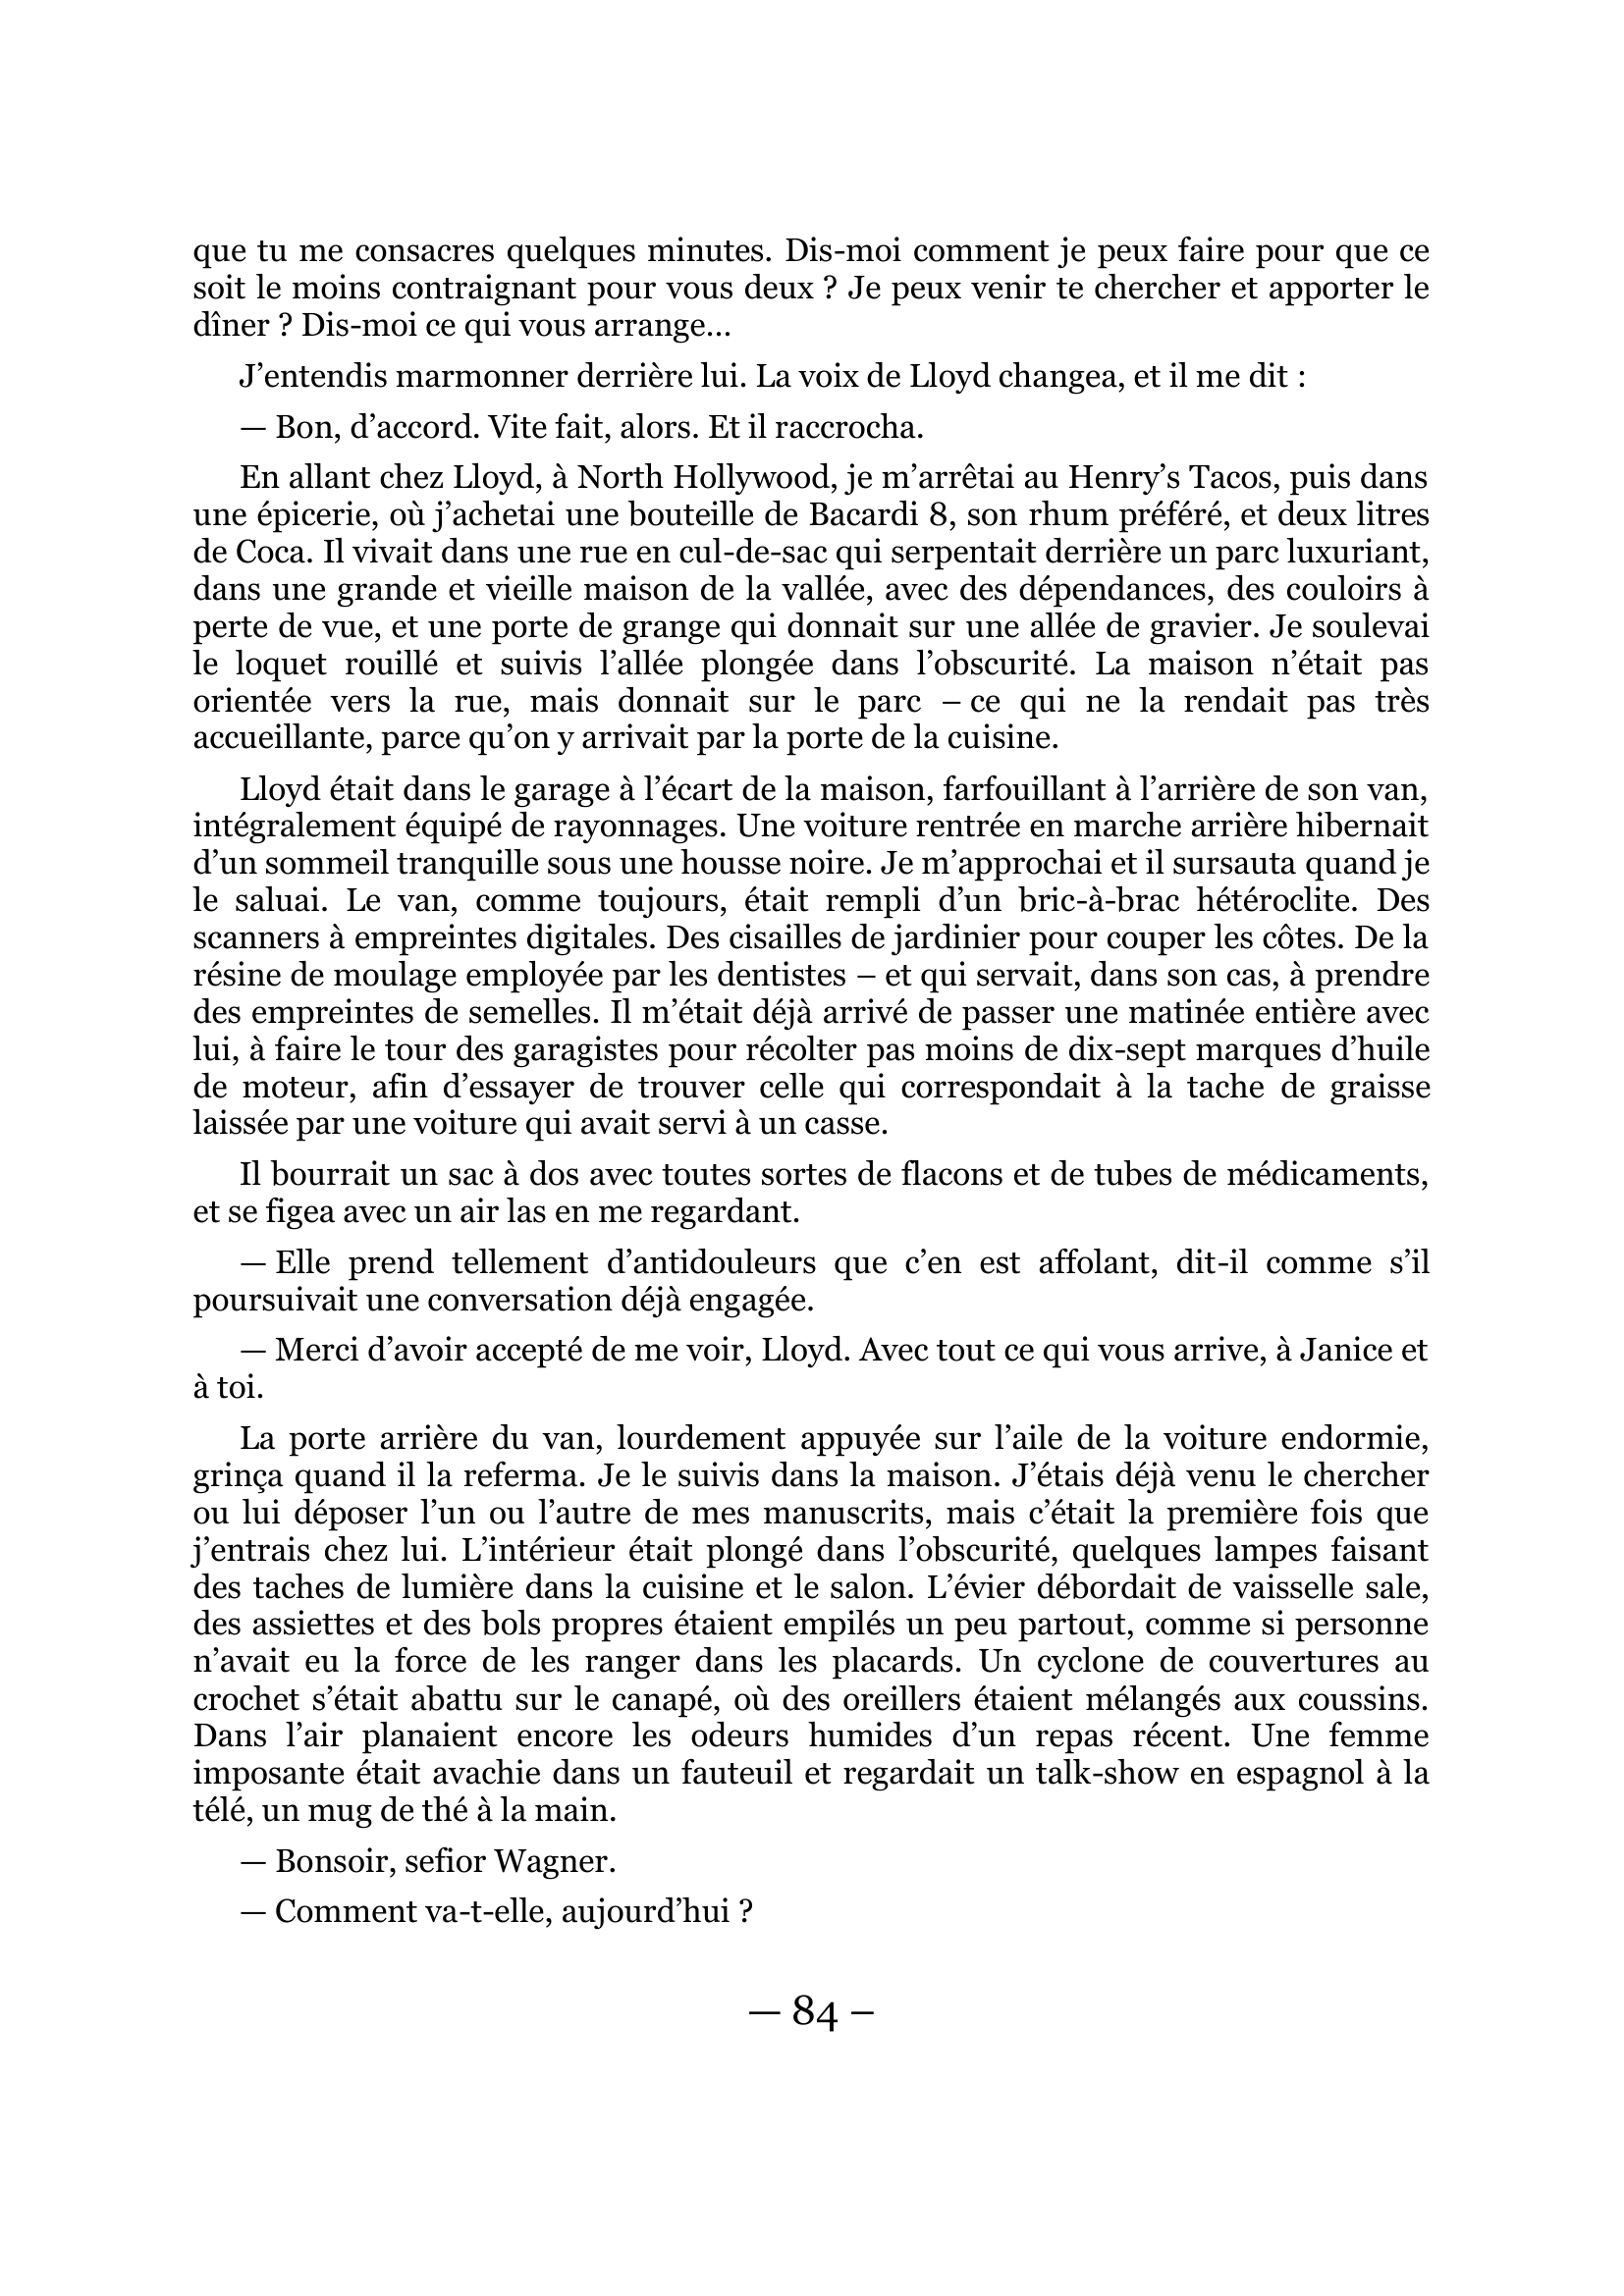 que tu me consacres quelques minutes. Dis-moi comment je peux faire pour que ce
soit le moins contraignant pour vous deux ? Je peux venir te chercher et apporter le
dîner ? Dis-moi ce qui vous arrange…
J’entendis marmonner derrière lui. La voix de Lloyd changea, et il me dit :
— Bon, d’accord. Vite fait, alors. Et il raccrocha.
En allant chez Lloyd, à North Hollywood, je m’arrêtai au Henry’s Tacos, puis dans
une épicerie, où j’achetai une bouteille de Bacardi 8, son rhum préféré, et deux litres
de Coca. Il vivait dans une rue en cul-de-sac qui serpentait derrière un parc luxuriant,
dans une grande et vieille maison de la vallée, avec des dépendances, des couloirs à
perte de vue, et une porte de grange qui donnait sur une allée de gravier. Je soulevai
le loquet rouillé et suivis l’allée plongée dans l’obscurité. La maison n’était pas
orientée vers la rue, mais donnait sur le parc – ce qui ne la rendait pas très
accueillante, parce qu’on y arrivait par la porte de la cuisine.
Lloyd était dans le garage à l’écart de la maison, farfouillant à l’arrière de son van,
intégralement équipé de rayonnages. Une voiture rentrée en marche arrière hibernait
d’un sommeil tranquille sous une housse noire. Je m’approchai et il sursauta quand je
le saluai. Le van, comme toujours, était rempli d’un bric-à-brac hétéroclite. Des
scanners à empreintes digitales. Des cisailles de jardinier pour couper les côtes. De la
résine de moulage employée par les dentistes – et qui servait, dans son cas, à prendre
des empreintes de semelles. Il m’était déjà arrivé de passer une matinée entière avec
lui, à faire le tour des garagistes pour récolter pas moins de dix-sept marques d’huile
de moteur, afin d’essayer de trouver celle qui correspondait à la tache de graisse
laissée par une voiture qui avait servi à un casse.
Il bourrait un sac à dos avec toutes sortes de flacons et de tubes de médicaments,
et se figea avec un air las en me regardant.
— Elle prend tellement d’antidouleurs que c’en est affolant, dit-il comme s’il
poursuivait une conversation déjà engagée.
— Merci d’avoir accepté de me voir, Lloyd. Avec tout ce qui vous arrive, à Janice et
à toi.
La porte arrière du van, lourdement appuyée sur l’aile de la voiture endormie,
grinça quand il la referma. Je le suivis dans la maison. J’étais déjà venu le chercher
ou lui déposer l’un ou l’autre de mes manuscrits, mais c’était la première fois que
j’entrais chez lui. L’intérieur était plongé dans l’obscurité, quelques lampes faisant
des taches de lumière dans la cuisine et le salon. L’évier débordait de vaisselle sale,
des assiettes et des bols propres étaient empilés un peu partout, comme si personne
n’avait eu la force de les ranger dans les placards. Un cyclone de couvertures au
crochet s’était abattu sur le canapé, où des oreillers étaient mélangés aux coussins.
Dans l’air planaient encore les odeurs humides d’un repas récent. Une femme
imposante était avachie dans un fauteuil et regardait un talk-show en espagnol à la
télé, un mug de thé à la main.
— Bonsoir, sefior Wagner.
— Comment va-t-elle, aujourd’hui ?
— 84 –